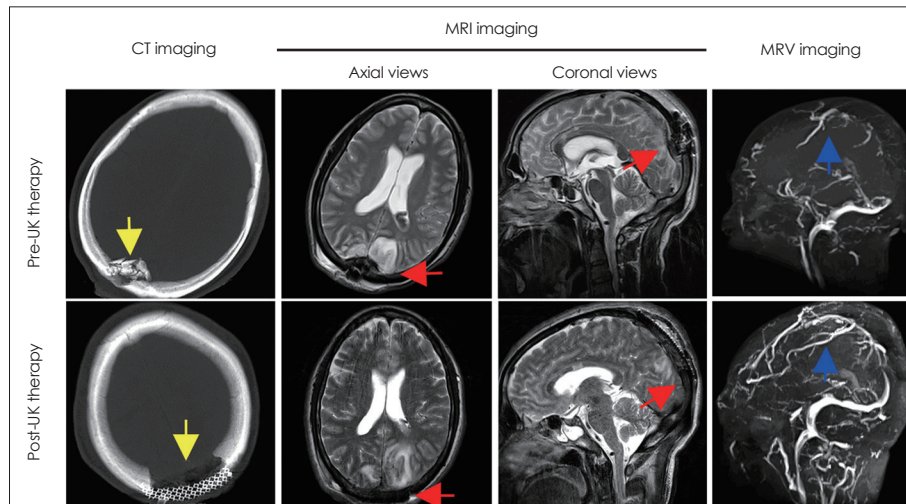 CT imaging
MRI imaging
MRV imaging
Axial views
Coronal views
Pre-UK therapy
Post-UK therapy